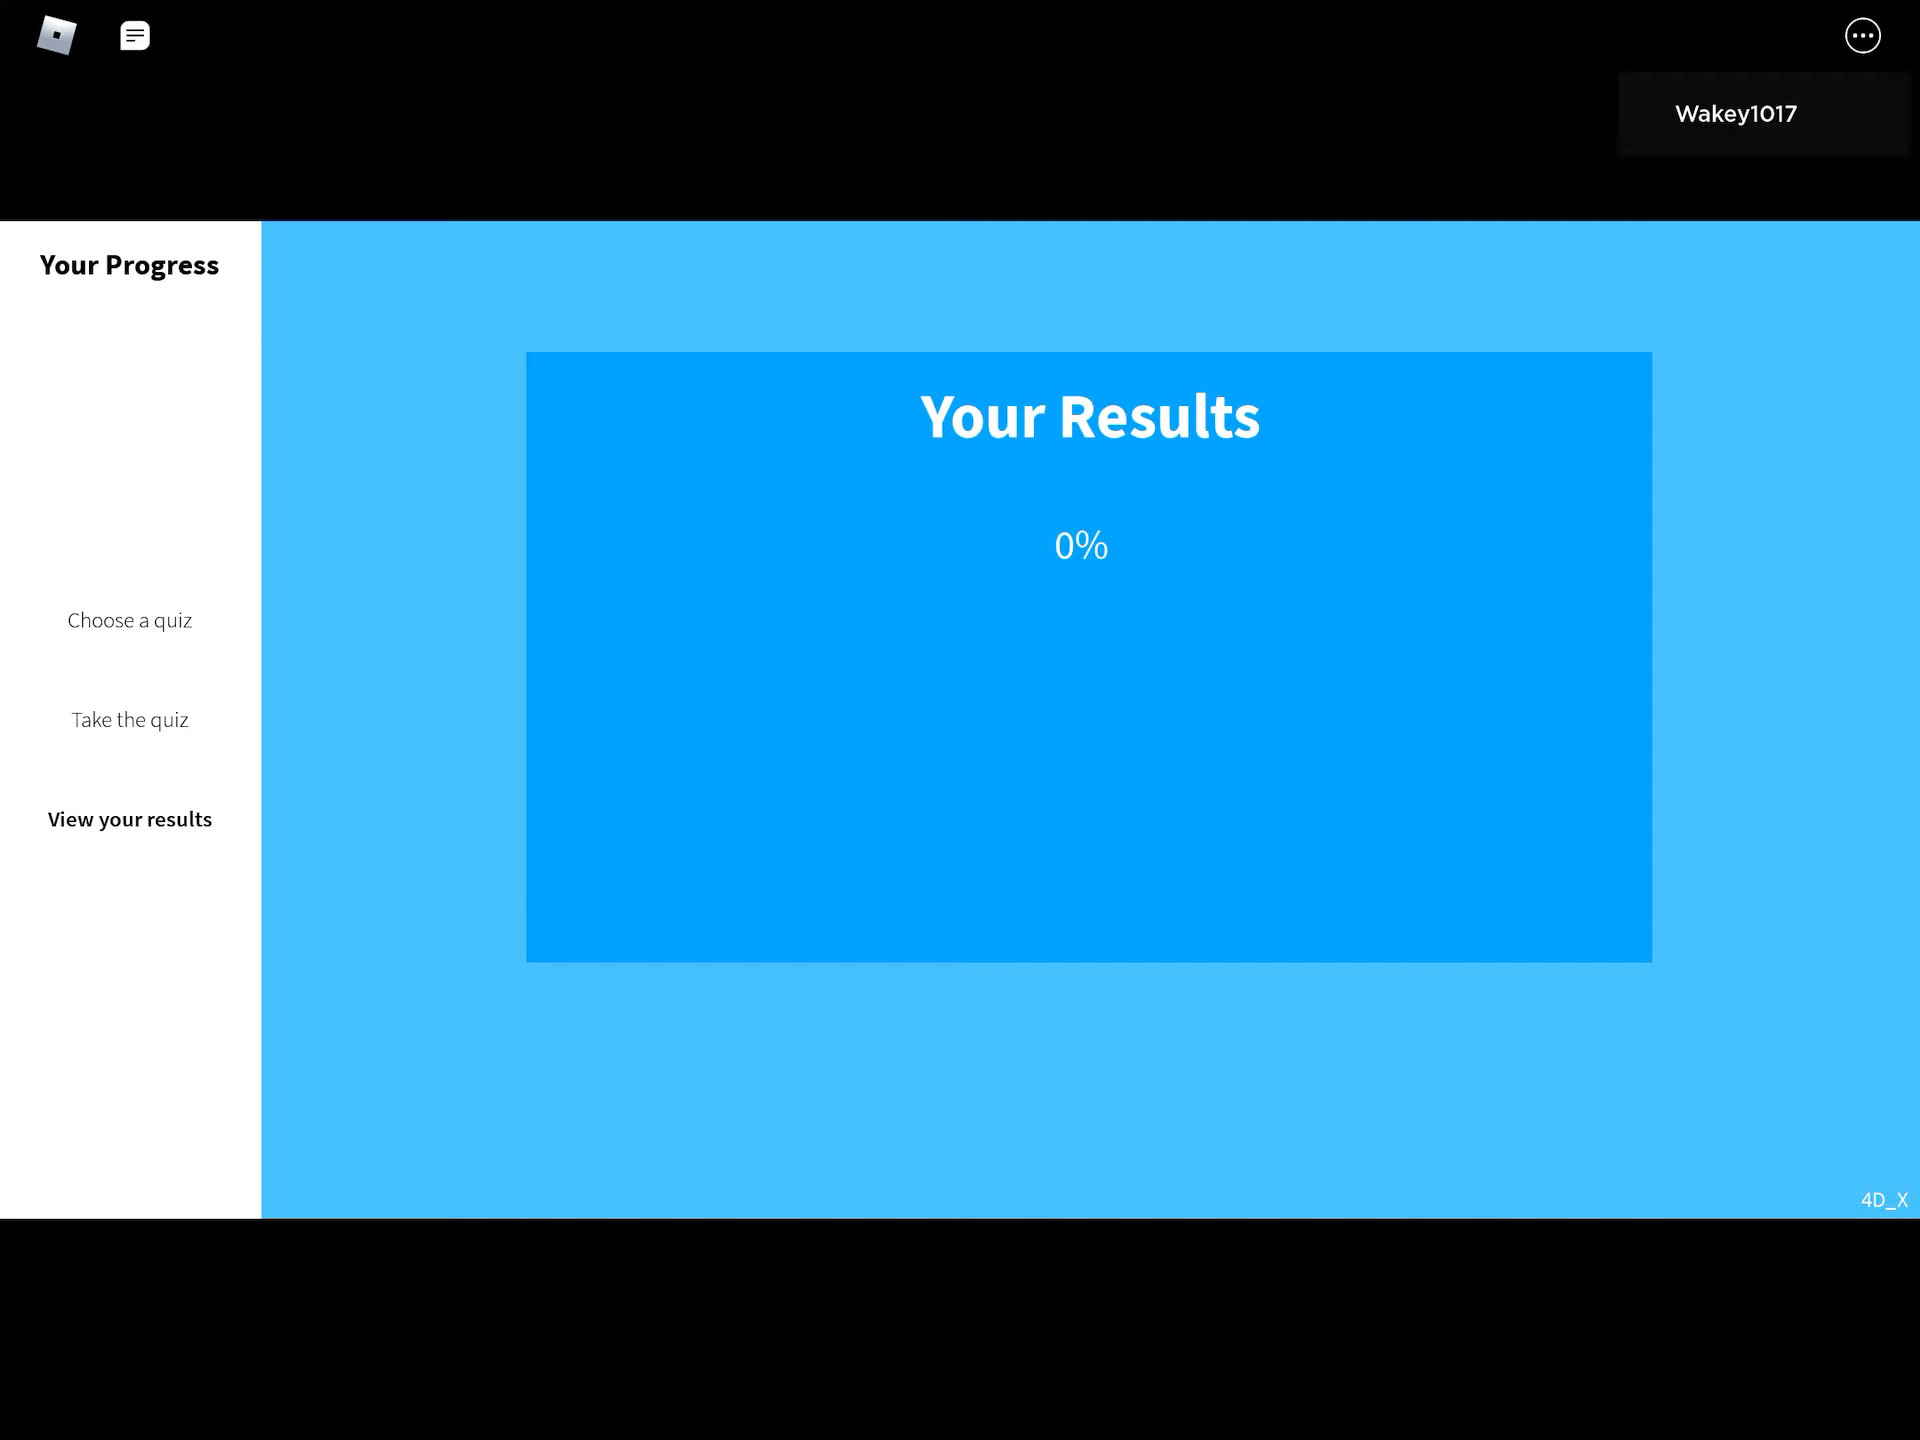 Wakey1017
Your Progress
Choose a quiz
Take the quiz
View your results
Your Results
0%
4D_X